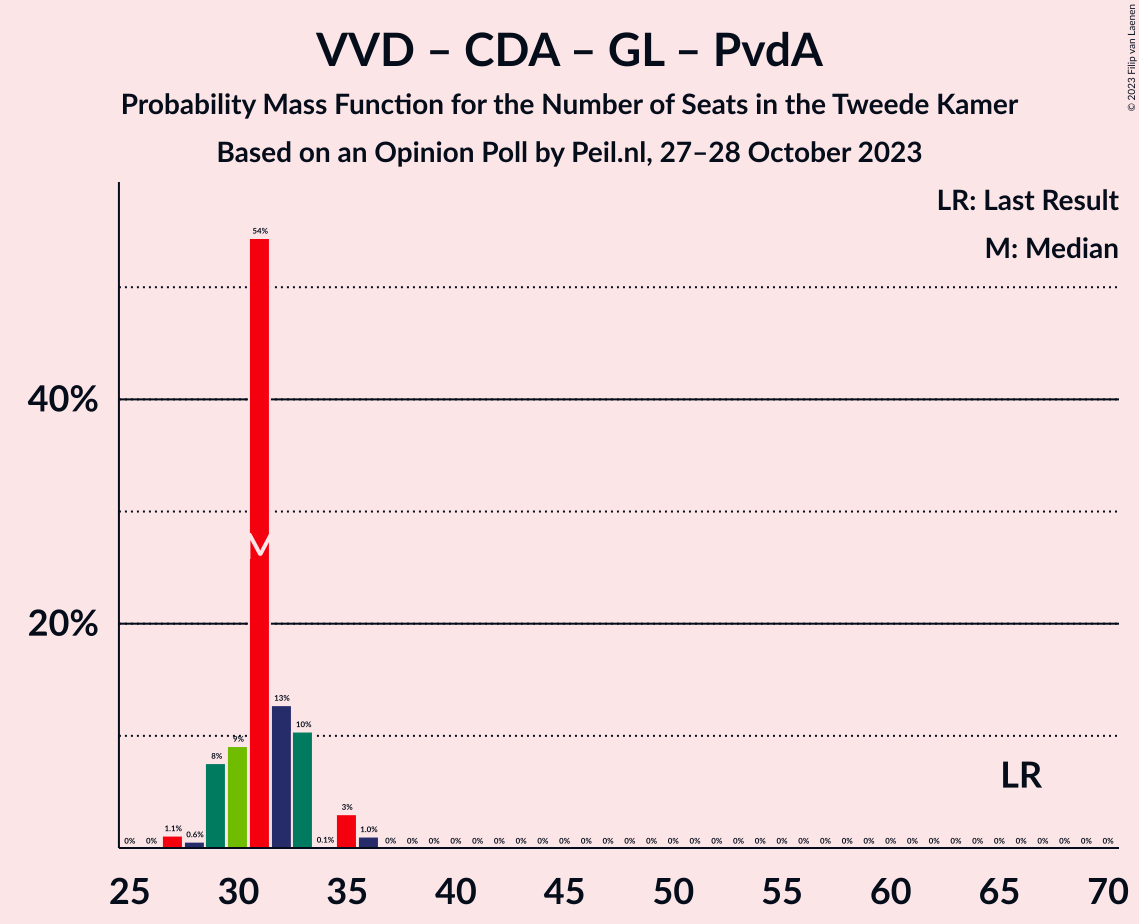 VVD – CDA – GL – PvdA
Probability Mass Function for the Number of Seats in the Tweede Kamer
Based on an Opinion Poll by Peil.nl, 27–28 October 2023
© 2023 Filip van Laenen
LR: Last Result
M: Median
40%
20%
0% 0% 1.1% 0.6% 8% 9% 54% 13% 10% 0.1% 3% 1.0% 0% 0% 0% 0% 0% 0% 0% 0% 0% 0% 0% 0% 0% 0% 0% 0% 0% 0% 0% 0% 0% 0% 0% 0% 0% 0% 0% 0% 0% 0% 0% 0% 0% 0%
M
LR
25 30 35 40 45 50 55 60 65 70